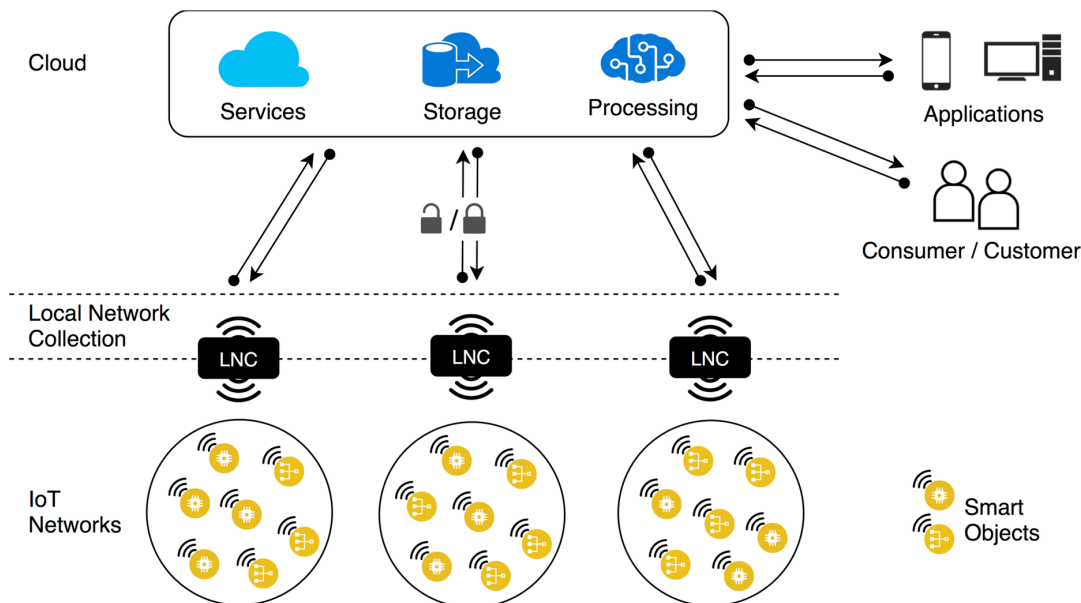 Cloud
Services
Storage
Processing
Applications
/
Consumer / Customer
Local Network
Collection
LNC
LNC
LNC
IoT
Networks
Smart
Objects